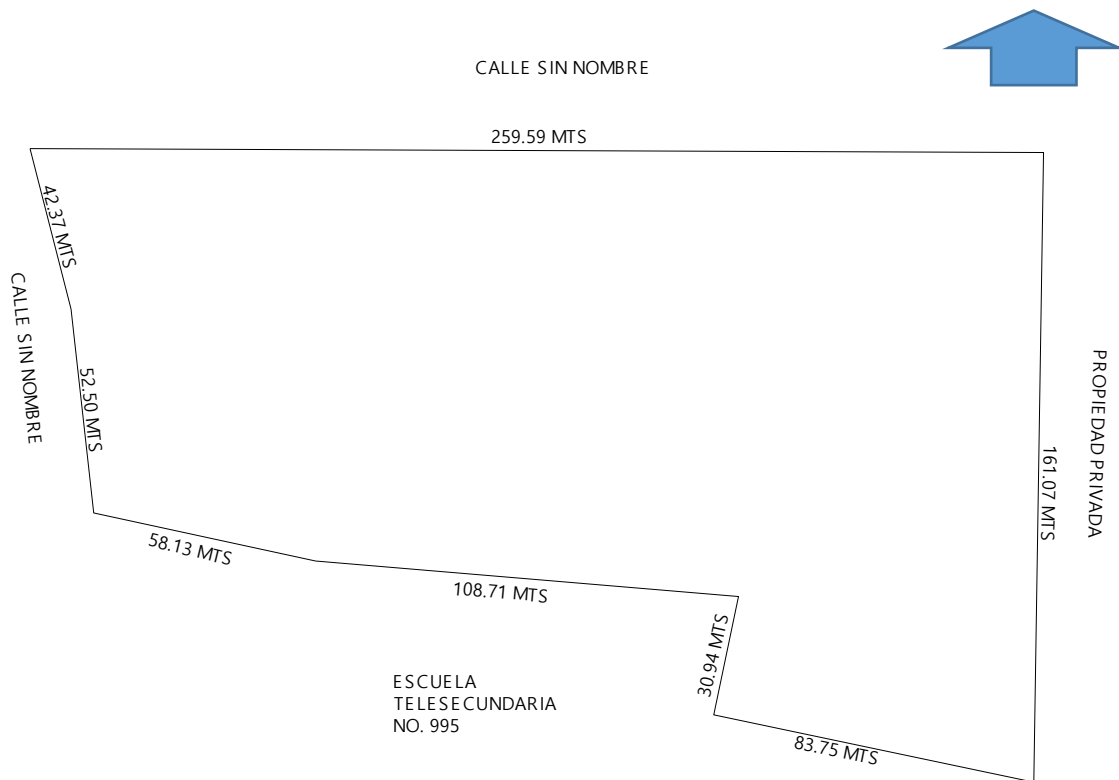 CALLE SIN NOMBRE
259.59 MTS
42.37 MTS
CALLE SIN NOMBRE
52.50 MTS
PROPIEDAD PRIVADA
161.07 MTS
58.13 MTS
108.71 MTS
30.94 MTS
ESCUELA
TELESECUNDARIA
NO. 995
83.75 MTS